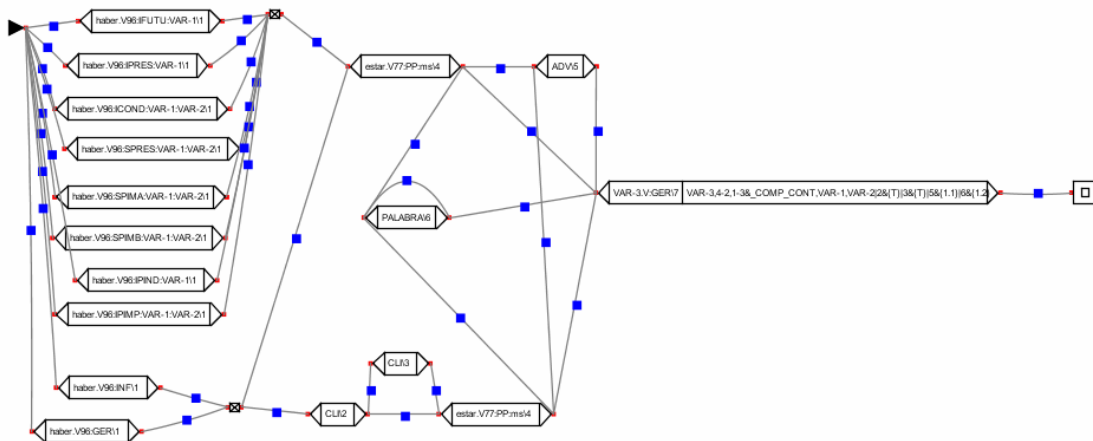 haber.V96:IFUTU:VAR-1\1
haber.V96:IPRES:VAR-1\1
haber.V96:ICOND:VAR-1:VAR-2\1
haber.V96:SPRES:VAR-1:VAR-2\1
haber.V96:SPIMA:VAR-1:VAR-2\1
haber.V96:SPIMB:VAR-1:VAR-2\1
haber.V96:IPIND:VAR-1\1
haber.V96:IPIMP:VAR-1:VAR-2\1
haber.V96:INF\1
haber.V96:GER\1
estar.V77:PP:ms\4
ADV\5
PALABRA\6
CLI\3
CLI\2
estar.V77:PP:ms\4
VAR-3.V:GER\7
VAR-3,4-2,1-3&_COMP_CONT,VAR-1,VAR-2|2&{T}|3&{T}|5&{1.1}|6&{1.2